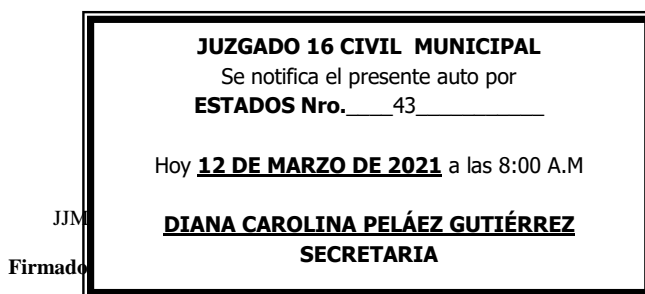 JUZGADO 16 CIVIL MUNICIPAL
Se notifica el presente auto por
ESTADOS Nro.____43___________
Hoy 12 DE MARZO DE 2021 a las 8:00 A.M
JJM
DIANA CAROLINA PELÁEZ GUTIÉRREZ
SECRETARIA
Firmado